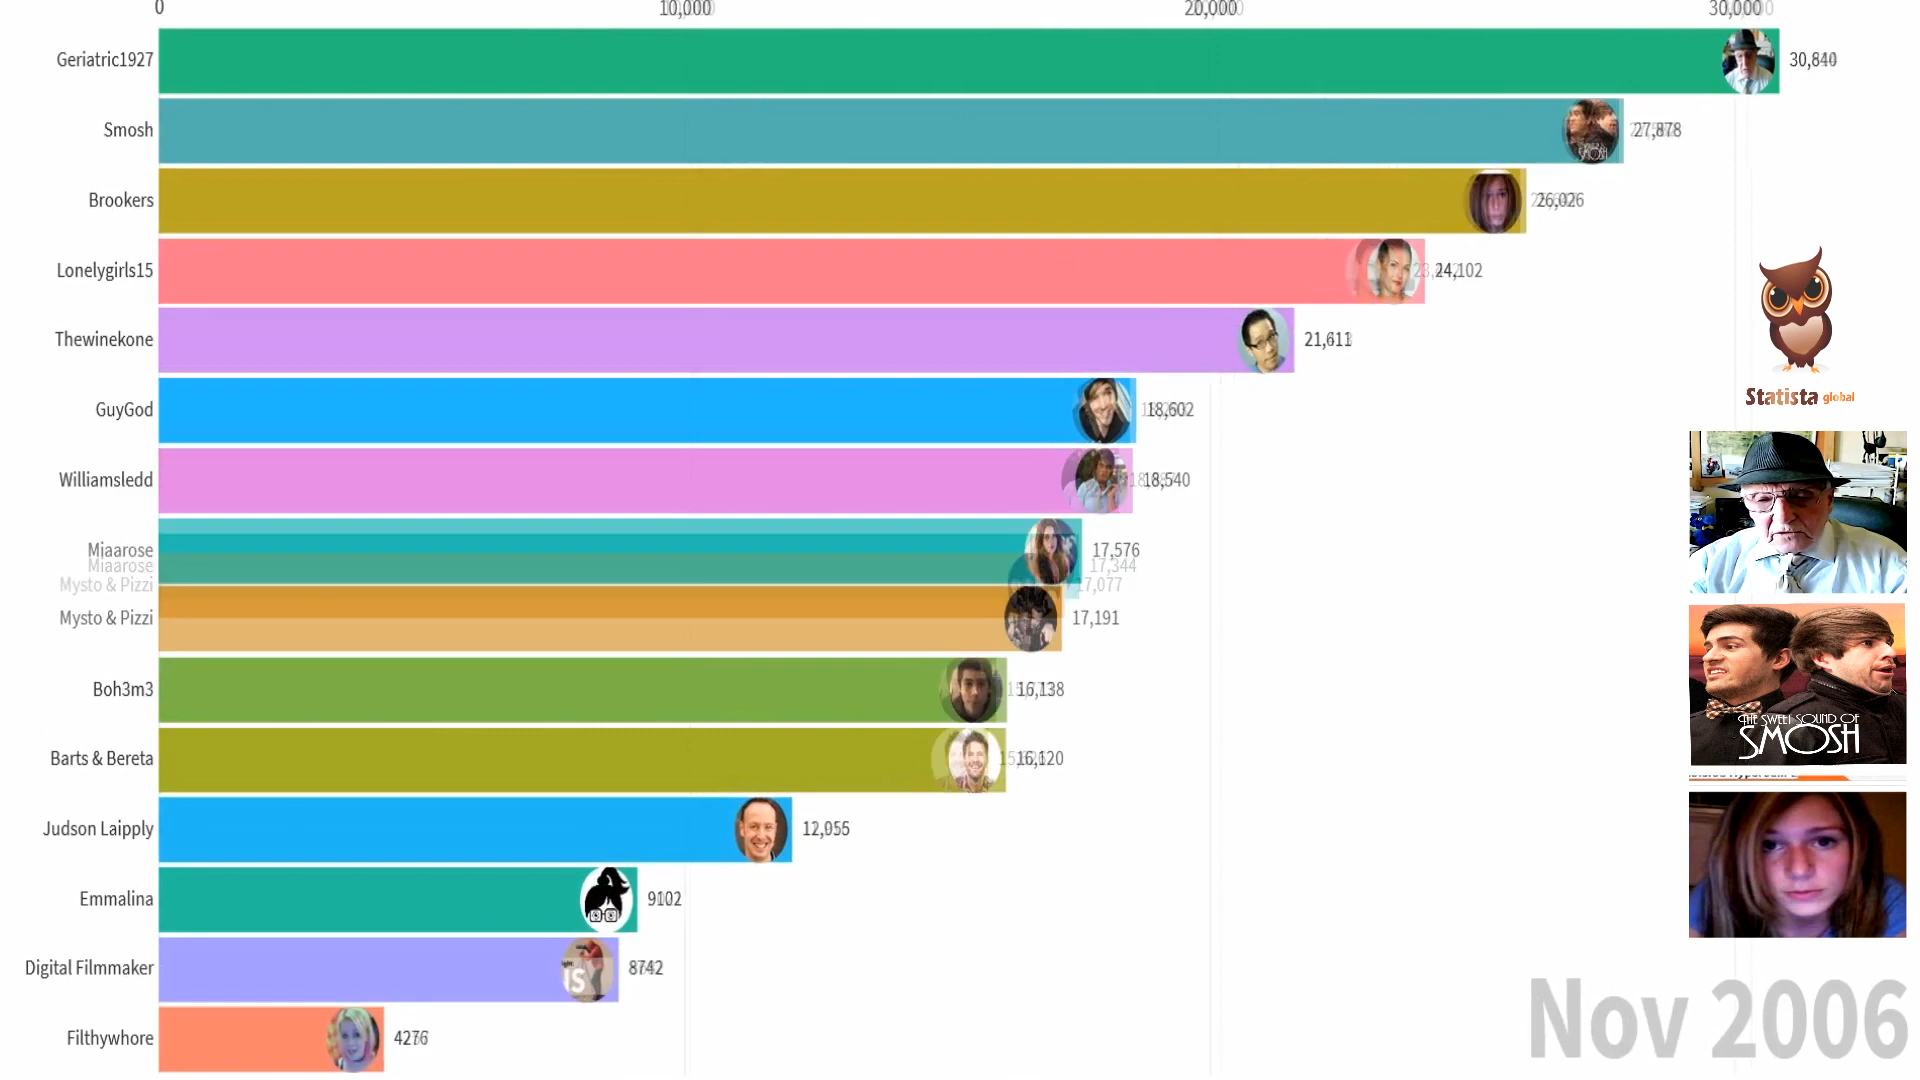 0 10,000 20,000 30,000
Geriatric1927 30,840
Smosh 27,878
Brookers 26,026
Lonelygirls15 24,102
Thewinekone 21,611
GuyGod 18,602
Williamsledd 18,540
Miaarose 17,576
Miaarose 17,344
Mysto & Pizzi 17,077
Mysto & Pizzi 17,191
Boh3m3 16,138
Barts & Bereta 16,120
Judson Laipply
Emmalina 9102
Digital Filmmaker 8742
Filthywhore 4276
Statista global
THE SWEET SOUND OF
SMOSH
Nov 2006